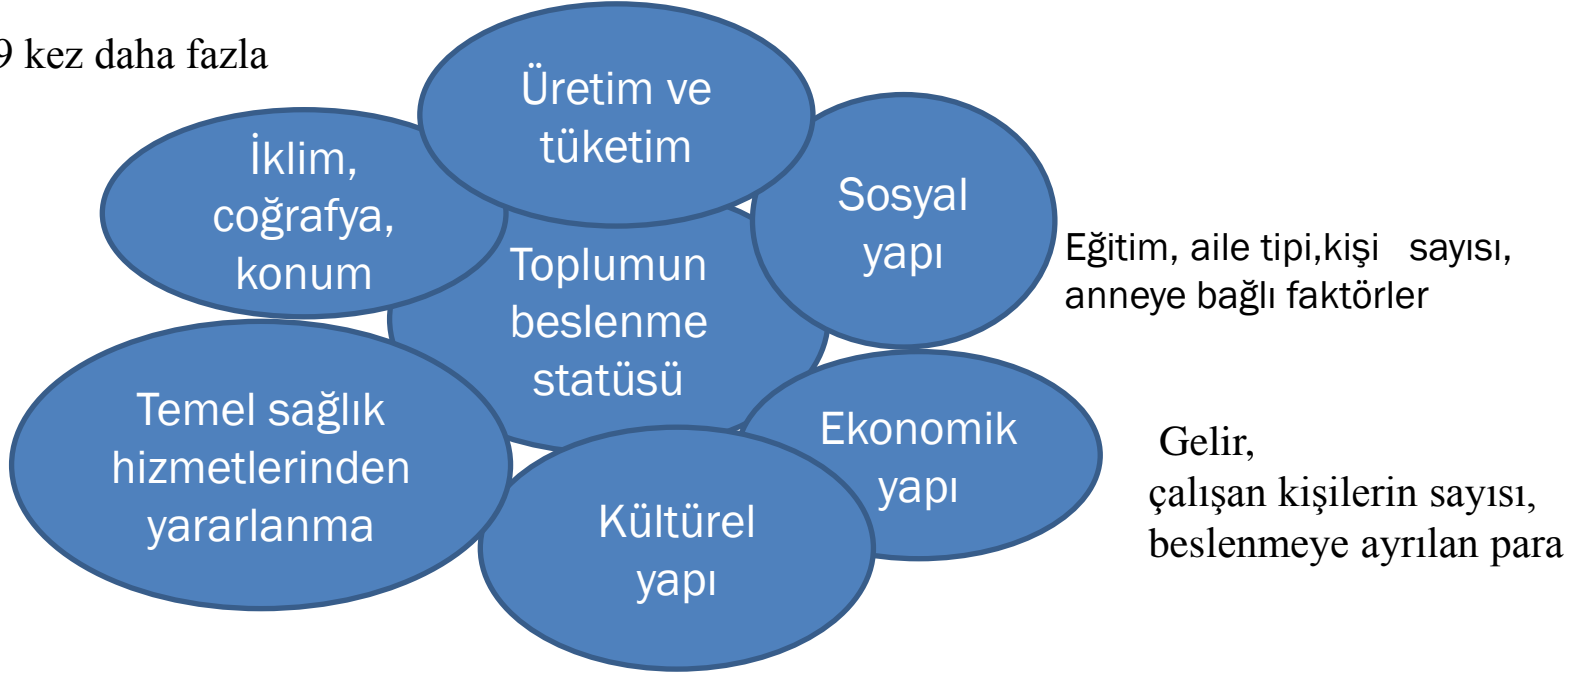 9 kez daha fazla
Üretim ve
tüketim
İklim,
coğrafya,
konum
Sosyal
yapı
Eğitim, aile tipi,kişi sayısı,
anneye bağlı faktörler
Toplumun
beslenme
statüsü
Temel sağlık
hizmetlerinden
yararlanma
Ekonomik
yapı
Gelir,
çalışan kişilerin sayısı,
beslenmeye ayrılan para
Kültürel
yapı